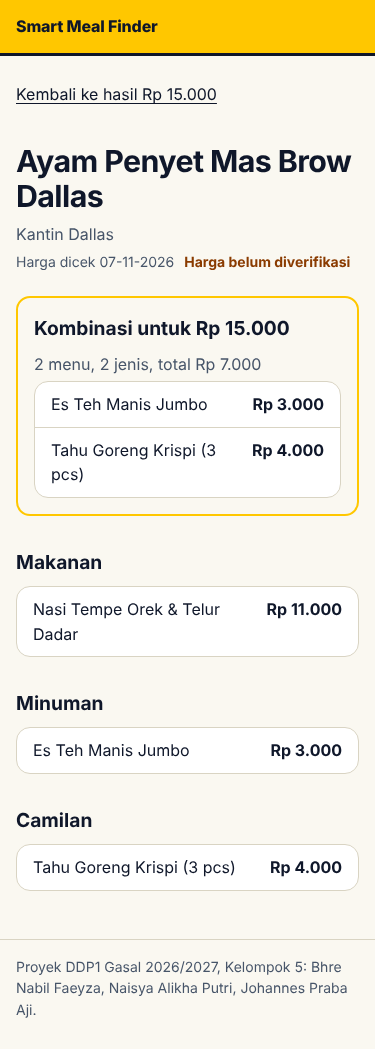 Smart Meal Finder
Kembali ke hasil Rp 15.000
Ayam Penyet Mas Brow
Dallas
Kantin Dallas
Harga dicek 07-11-2026 Harga belum diverifikasi
Kombinasi untuk Rp 15.000
2 menu, 2 jenis, total Rp 7.000
Es Teh Manis Jumbo Rp 3.000
Tahu Goreng Krispi (3 Rp 4.000
pcs)
Makanan
Nasi Tempe Orek & Telur Rp 11.000
Dadar
Minuman
Es Teh Manis Jumbo Rp 3.000
Camilan
Tahu Goreng Krispi (3 pcs) Rp 4.000
Proyek DDP1 Gasal 2026/2027, Kelompok 5: Bhre
Nabil Faeyza, Naisya Alikha Putri, Johannes Praba
Aji.